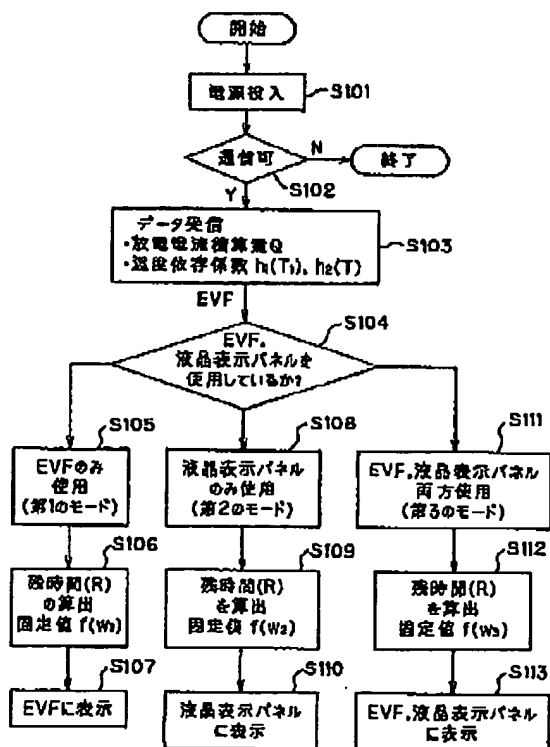 開始
電源投入
S101
通信可
N
終了
S102
Y
データ発信
・放電電流積算量Q
・温度依存係数 h₁(T₁)、h₂(T)
S103
EVF
S104
EVF,
液晶表示パネルを
使用しているか?
S105
EVFのみ
使用
(第1のモード)
S108
液晶表示パネル
のみ使用
(第2のモード)
S111
EVF,液晶表示パネル
両方使用
(第3のモード)
S106
残時間(R)
の算出
固定値 f(w₁)
S109
残時間(R)
を算出
固定値 f(w₂)
S112
残時間(R)
を算出
固定値 f(w₃)
S107
EVFに表示
S110
液晶表示パネル
に表示
S113
EVF,液晶表示パネル
に表示